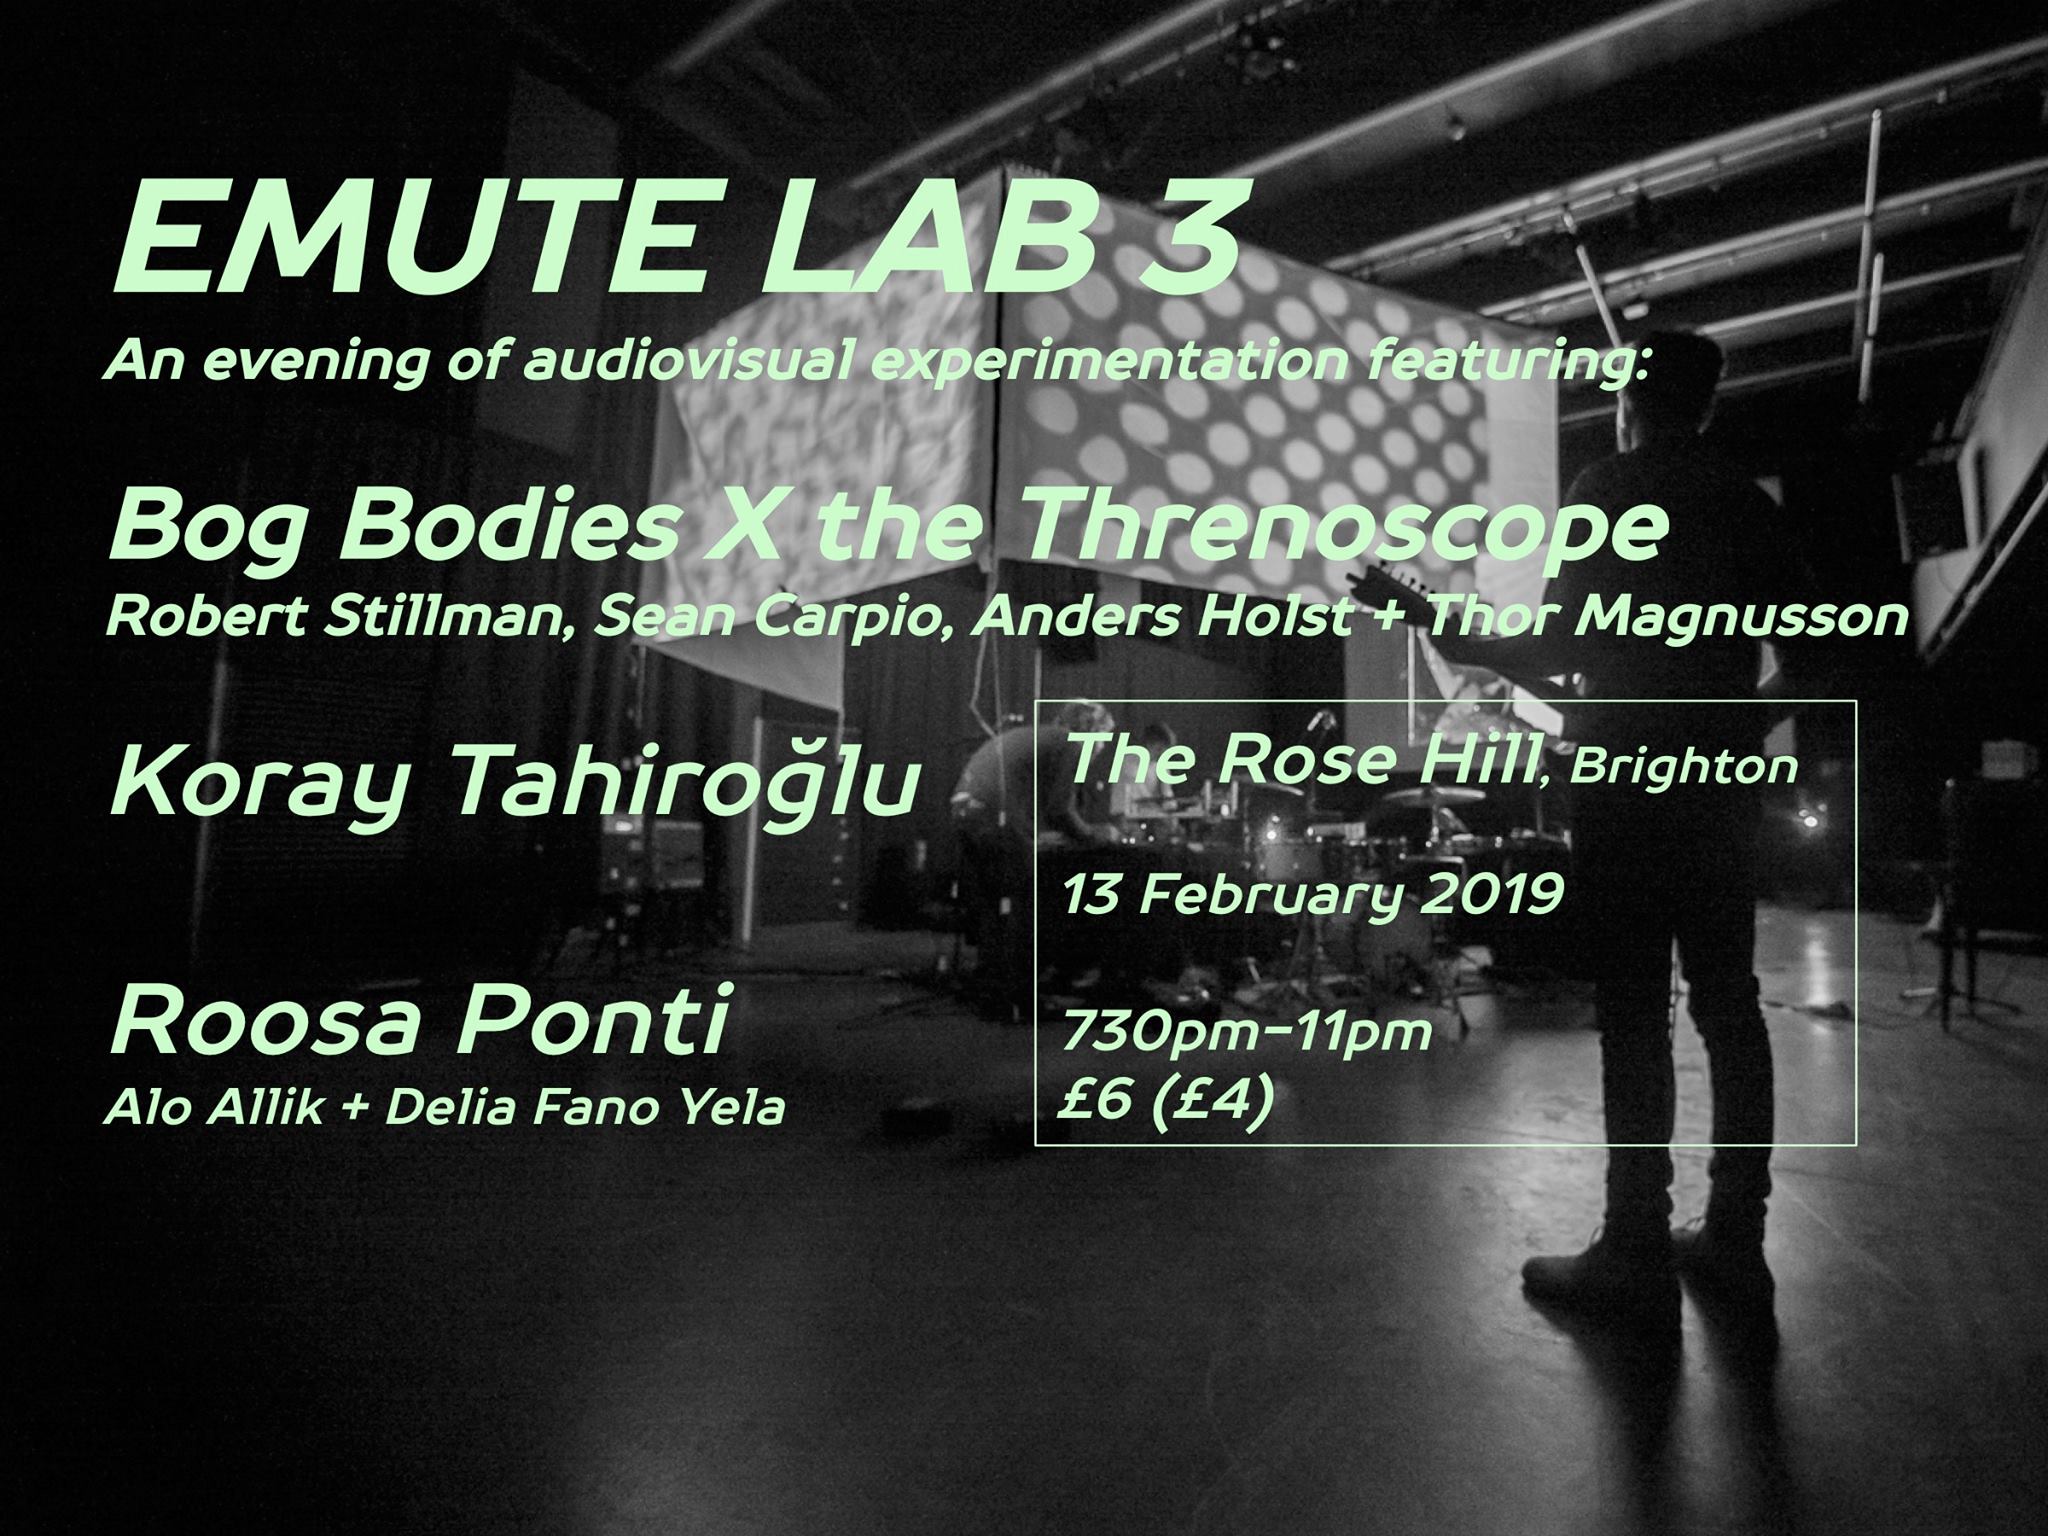 EMUTE LAB 3
An evening of audiovisual experimentation featuring:
Bog Bodies X the Threnoscope
Robert Stillman, Sean Carpio, Anders Holst + Thor Magnusson
Koray Tahiroğlu
Roosa Ponti
Alo Allik + Delia Fano Yela
The Rose Hill, Brighton
13 February 2019
730pm-11pm
£6 (£4)